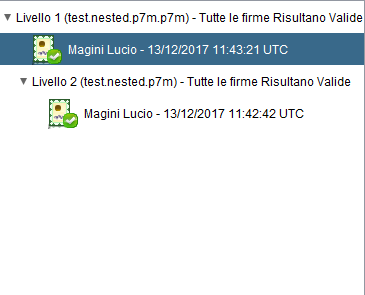 Livello 1 (test.nested.p7m.p7m) - Tutte le firme Risultano Valide
Magini Lucio - 13/12/2017 11:43:21 UTC
Livello 2 (test.nested.p7m) - Tutte le firme Risultano Valide
Magini Lucio - 13/12/2017 11:42:42 UTC